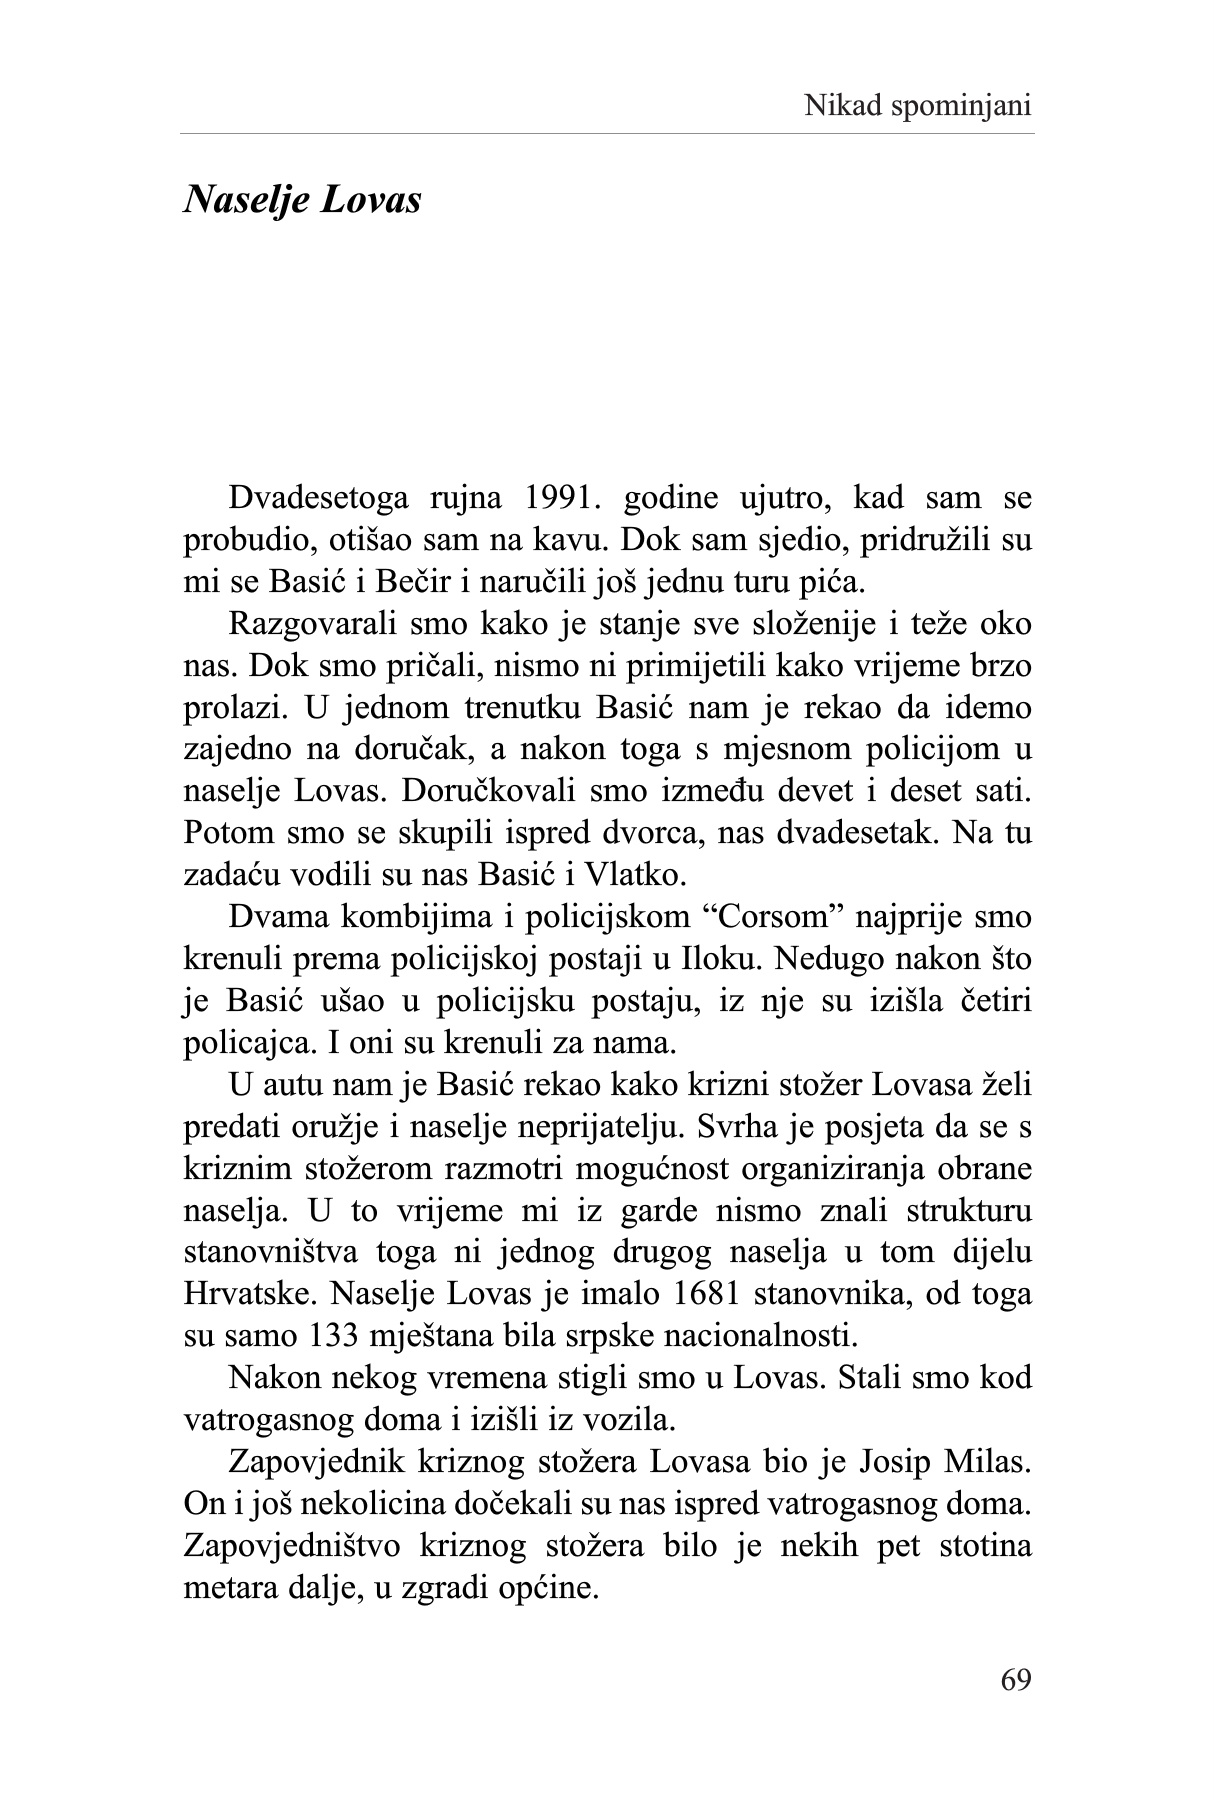 Nikad spominjani
Naselje Lovas
Dvadesetoga rujna 1991. godine ujutro, kad sam se
probudio, otišao sam na kavu. Dok sam sjedio, pridružili su
mi se Basić i Bečir i naručili još jednu turu pića.
Razgovarali smo kako je stanje sve složenije i teže oko
nas. Dok smo pričali, nismo ni primijetili kako vrijeme brzo
prolazi. U jednom trenutku Basić nam je rekao da idemo
zajedno na doručak, a nakon toga s mjesnom policijom u
naselje Lovas. Doručkovali smo između devet i deset sati.
Potom smo se skupili ispred dvorca, nas dvadesetak. Na tu
zadaću vodili su nas Basić i Vlatko.
Dvama kombijima i policijskom “Corsom” najprije smo
krenuli prema policijskoj postaji u Iloku. Nedugo nakon što
je Basić ušao u policijsku postaju, iz nje su izišla četiri
policajca. I oni su krenuli za nama.
U autu nam je Basić rekao kako krizni stožer Lovasa želi
predati oružje i naselje neprijatelju. Svrha je posjeta da se s
kriznim stožerom razmotri mogućnost organiziranja obrane
naselja. U to vrijeme mi iz garde nismo znali strukturu
stanovništva toga ni jednog drugog naselja u tom dijelu
Hrvatske. Naselje Lovas je imalo 1681 stanovnika, od toga
su samo 133 mještana bila srpske nacionalnosti.
Nakon nekog vremena stigli smo u Lovas. Stali smo kod
vatrogasnog doma i izišli iz vozila.
Zapovjednik kriznog stožera Lovasa bio je Josip Milas.
On i još nekolicina dočekali su nas ispred vatrogasnog doma.
Zapovjedništvo kriznog stožera bilo je nekih pet stotina
metara dalje, u zgradi općine.
69